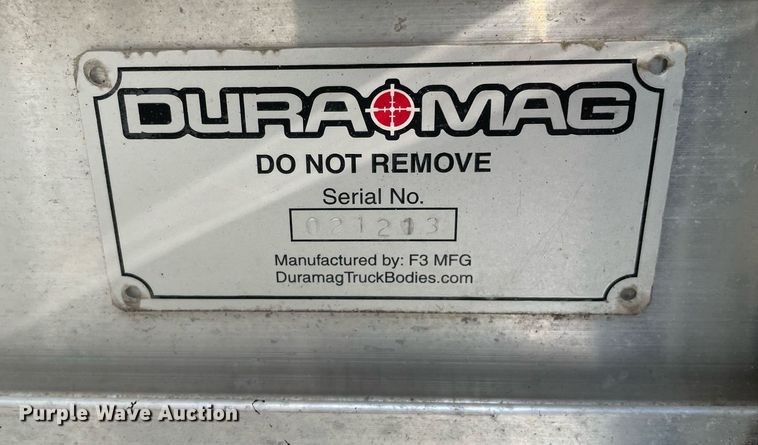 DURAMAG
DO NOT REMOVE
Serial No.
021213
Manufactured by: F3 MFG
DuramagTruckBodies.com
Purple Wave Auction